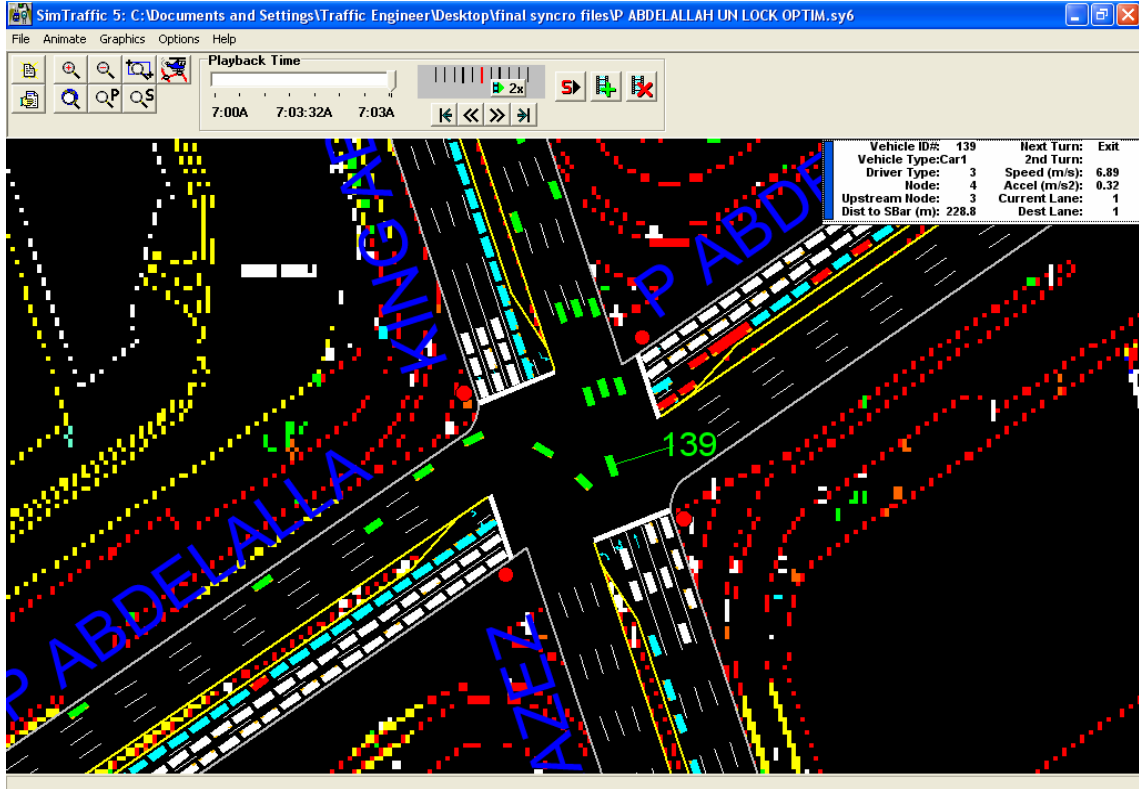 SimTraffic 5: C:\Documents and Settings\Traffic Engineer\Desktop\final syncro files\P ABDELALLAH UN LOCK OPTIM.sy6
File Animate Graphics Options Help
Playback Time
2x
S
P S
7:00A 7:03:32A 7:03A
Vehicle ID#: 139 Next Turn: Exit
Vehicle Type:Car1 2nd Turn:
Driver Type: 3 Speed (m/s): 6.89
Node: 4 Accel (m/s2): 0.32
Upstream Node: 3 Current Lane: 1
Dist to SBar (m): 228.8 Dest Lane: 1
KING AB
P ABDE
139
P ABDELALLA
AZEZ